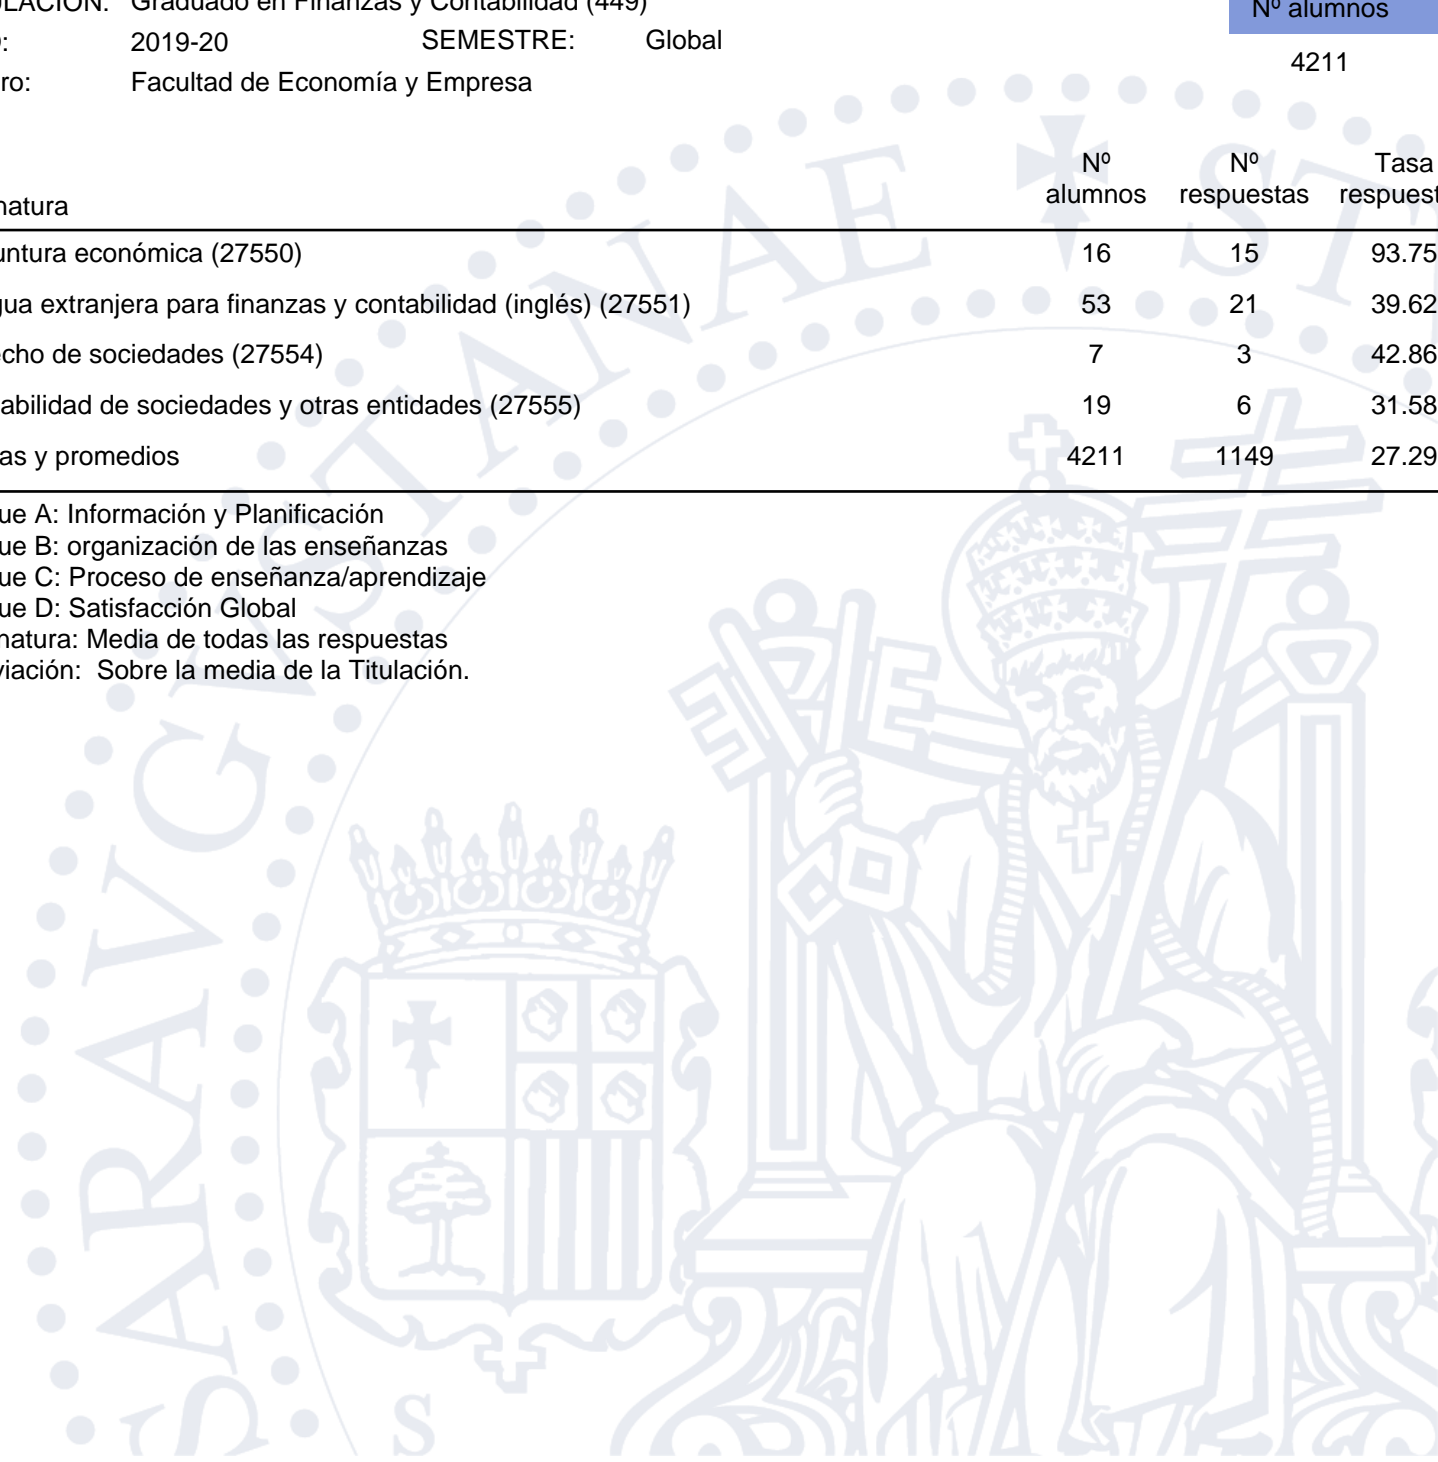 ULACIÓN: Graduado en Finanzas y Contabilidad (449)
Nº alumnos
: 2019-20 SEMESTRE: Global
4211
ro: Facultad de Economía y Empresa
natura Nº alumnos Nº respuestas Tasa respuest
untura económica (27550) 16 15 93.75
gua extranjera para finanzas y contabilidad (inglés) (27551) 53 21 39.62
echo de sociedades (27554) 7 3 42.86
abilidad de sociedades y otras entidades (27555) 19 6 31.58
as y promedios 4211 1149 27.29
ue A: Información y Planificación
ue B: organización de las enseñanzas
ue C: Proceso de enseñanza/aprendizaje
ue D: Satisfacción Global
natura: Media de todas las respuestas
viación: Sobre la media de la Titulación.